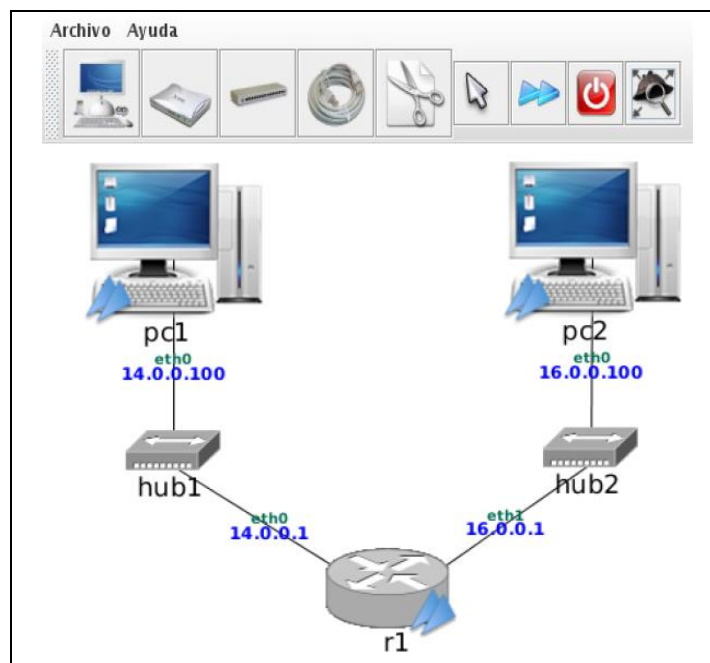 Archivo Ayuda
pc1
eth0
14.0.0.100
pc2
eth0
16.0.0.100
hub1
hub2
eth0
14.0.0.1
eth1
16.0.0.1
r1